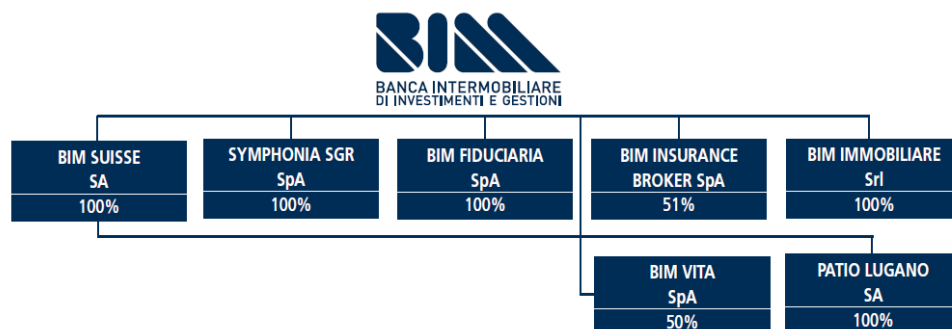 BIM
BANCA INTERMOBILIARE
DI INVESTIMENTI E GESTIONI
BIM SUISSE
SA
100%
SYMPHONIA SGR
SpA
100%
BIM FIDUCIARIA
SpA
100%
BIM INSURANCE
BROKER SpA
51%
BIM IMMOBILIARE
Srl
100%
BIM VITA
SpA
50%
PATIO LUGANO
SA
100%